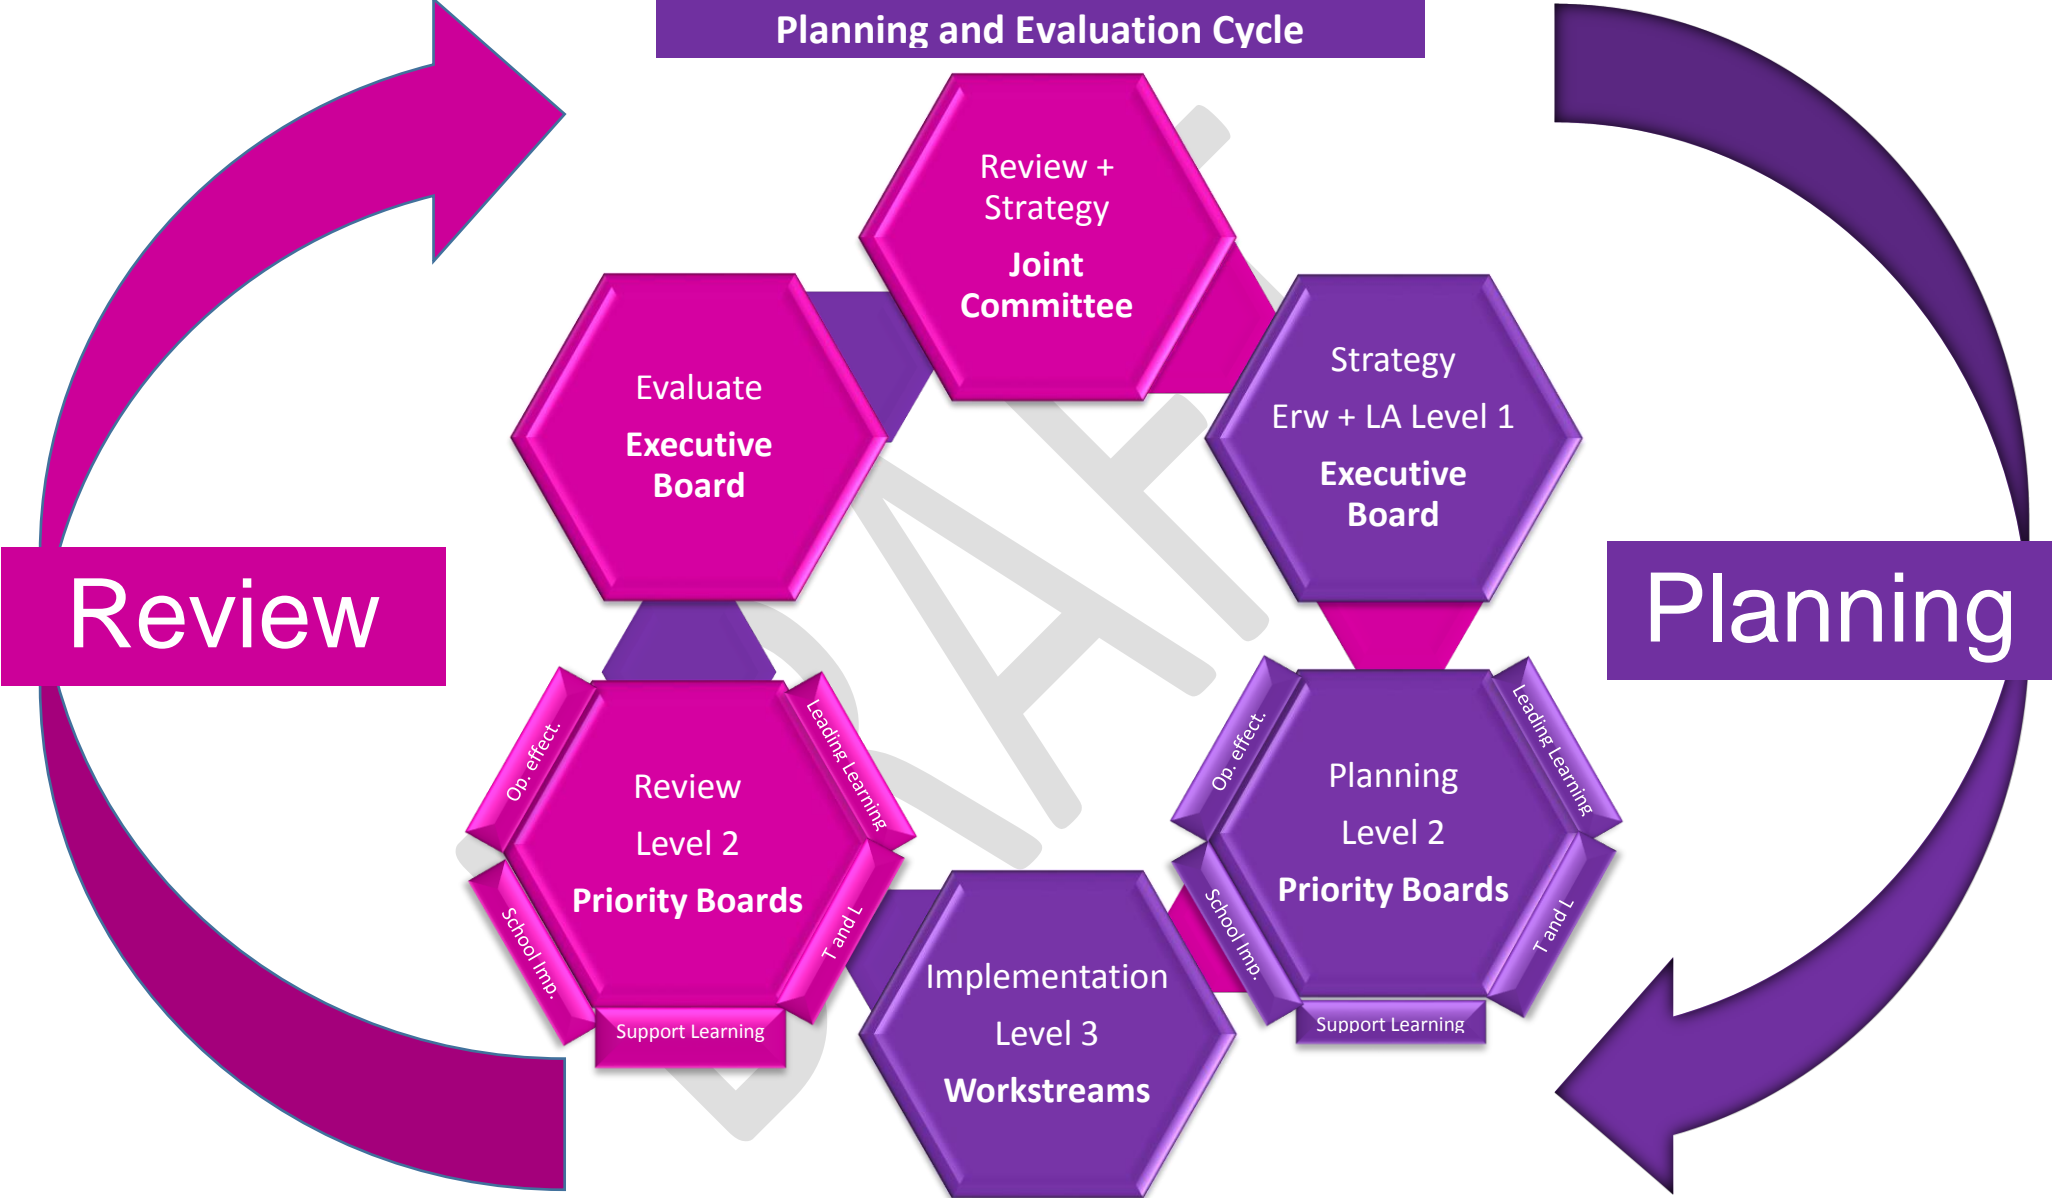 Planning and Evaluation Cycle
Review +
Strategy
Joint
Committee
Evaluate
Executive
Board
Strategy
Erw + LA Level 1
Executive
Board
Review
Planning
Op. effect.
Leading Learning
Review
Level 2
Priority Boards
School Imp.
T and L
Support Learning
Op. effect.
Leading Learning
Planning
Level 2
Priority Boards
School Imp.
T and L
Support Learning
Implementation
Level 3
Workstreams
DRAFT